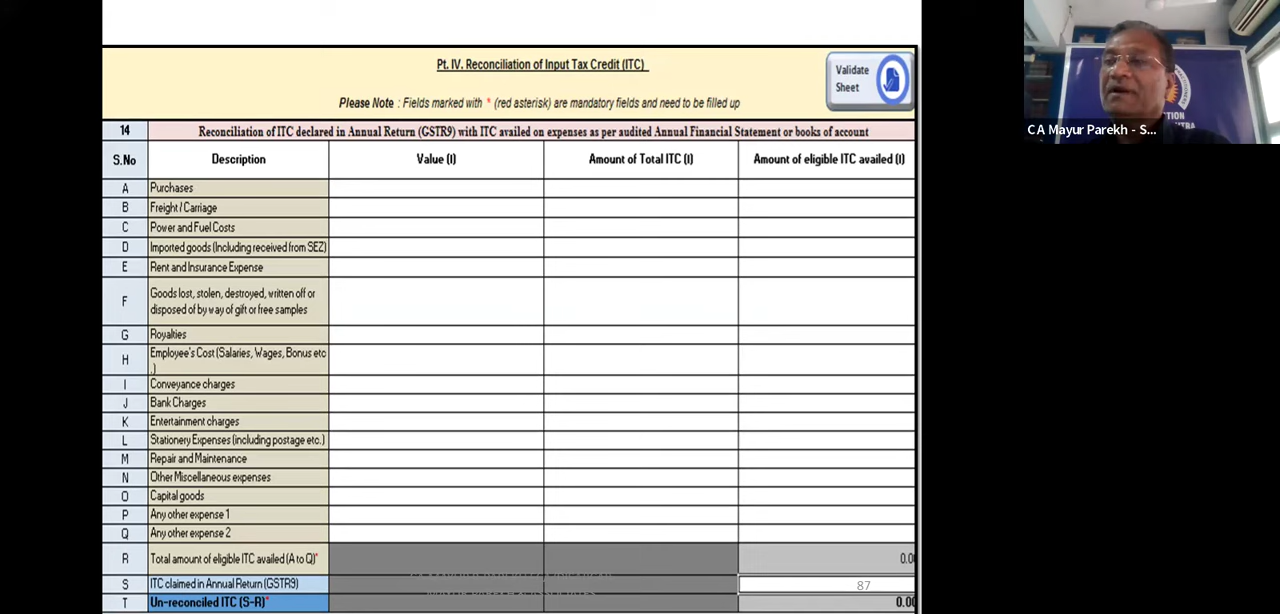 Pt. IV. Reconciliation of Input Tax Credit (ITC)
Validate Sheet
Please Note : Fields marked with * (red asterisk) are mandatory fields and need to be filled up
CA Mayur Parekh - S...
14 Reconciliation of ITC declared in Annual Return (GSTR9) with ITC availed on expenses as per audited Annual Financial Statement or books of account
S.No Description Value (I) Amount of Total ITC (I) Amount of eligible ITC availed (I)
A Purchases
B Freight / Carriage
C Power and Fuel Costs
D Imported goods (Including received from SEZ)
E Rent and Insurance Expense
F Goods lost, stolen, destroyed, written off or
disposed of by way of gift or free samples
G Royalties
H Employee's Cost (Salaries, Wages, Bonus etc
.)
I Conveyance charges
J Bank Charges
K Entertainment charges
L Stationery Expenses (including postage etc.)
M Repair and Maintenance
N Other Miscellaneous expenses
O Capital goods
P Any other expense 1
Q Any other expense 2
R Total amount of eligible ITC availed (A to Q)* 0.00
S ITC claimed in Annual Return (GSTR9) 87
T Un-reconciled ITC (S-R)* 0.00